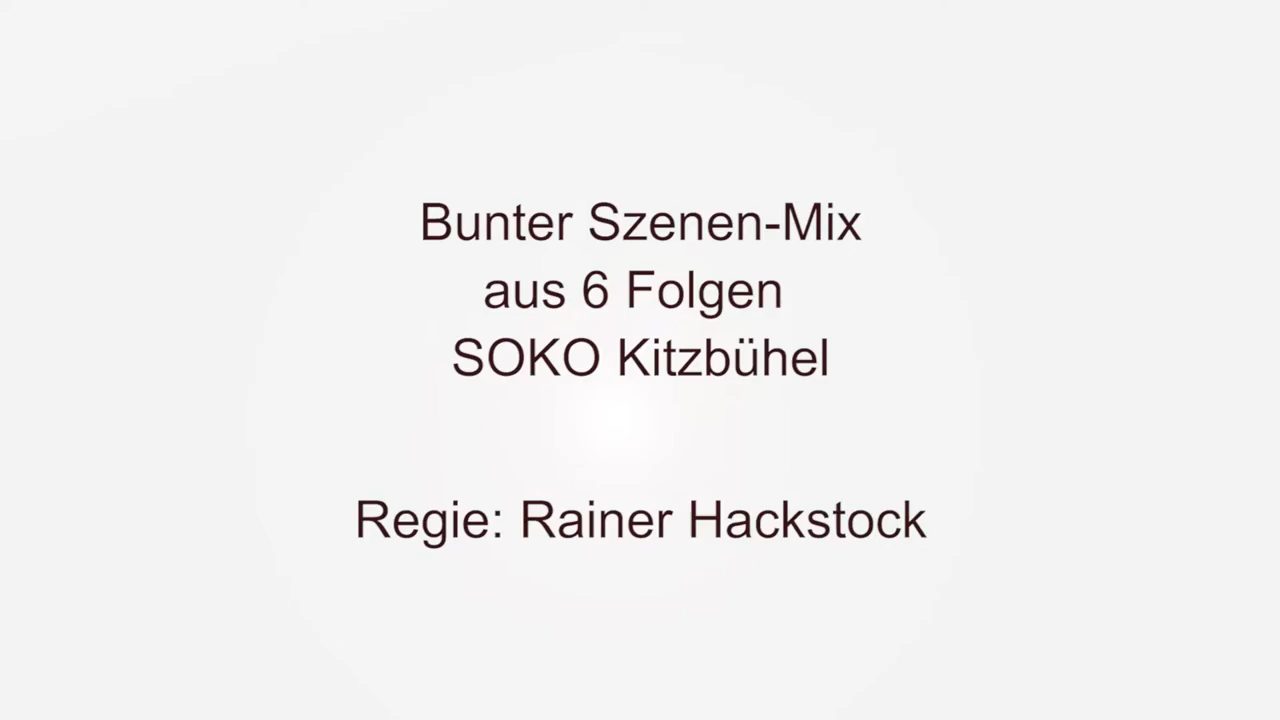 Bunter Szenen-Mix
aus 6 Folgen
SOKO Kitzbühel
Regie: Rainer Hackstock